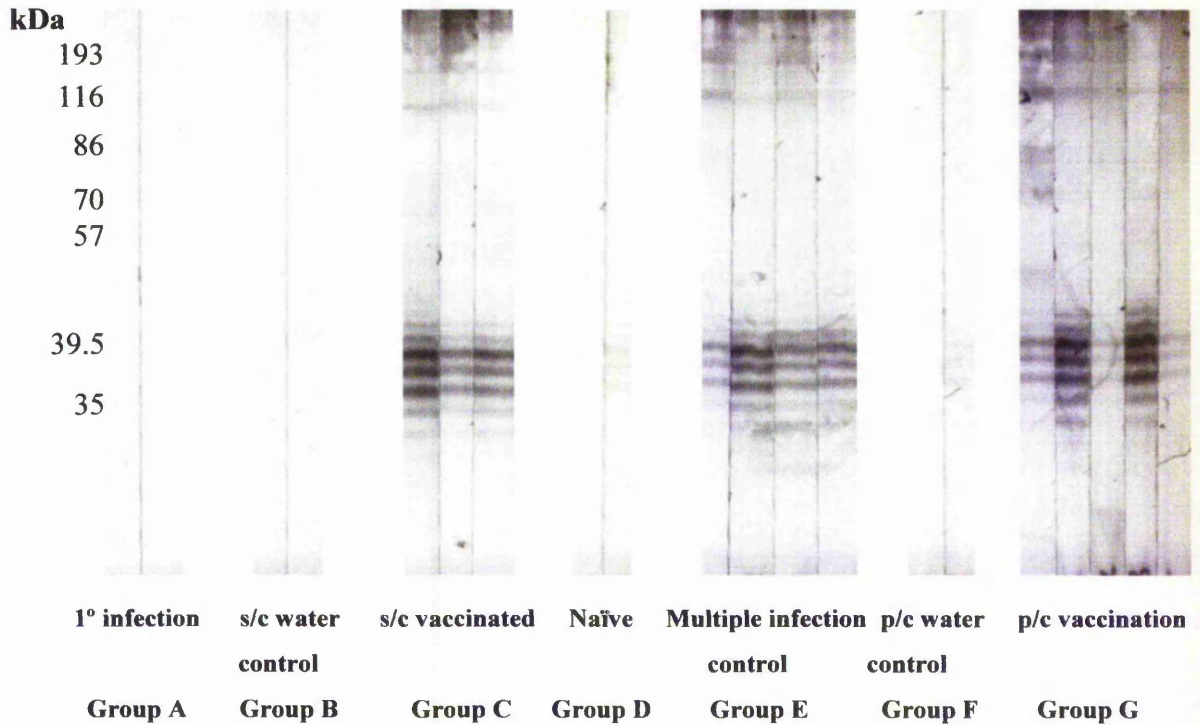 kDa
193
116
86
70
57
39.5
35
1º infection s/c water s/c vaccinated Naïve Multiple infection p/c water p/c vaccination
control control control
Group A Group B Group C Group D Group E Group F Group G